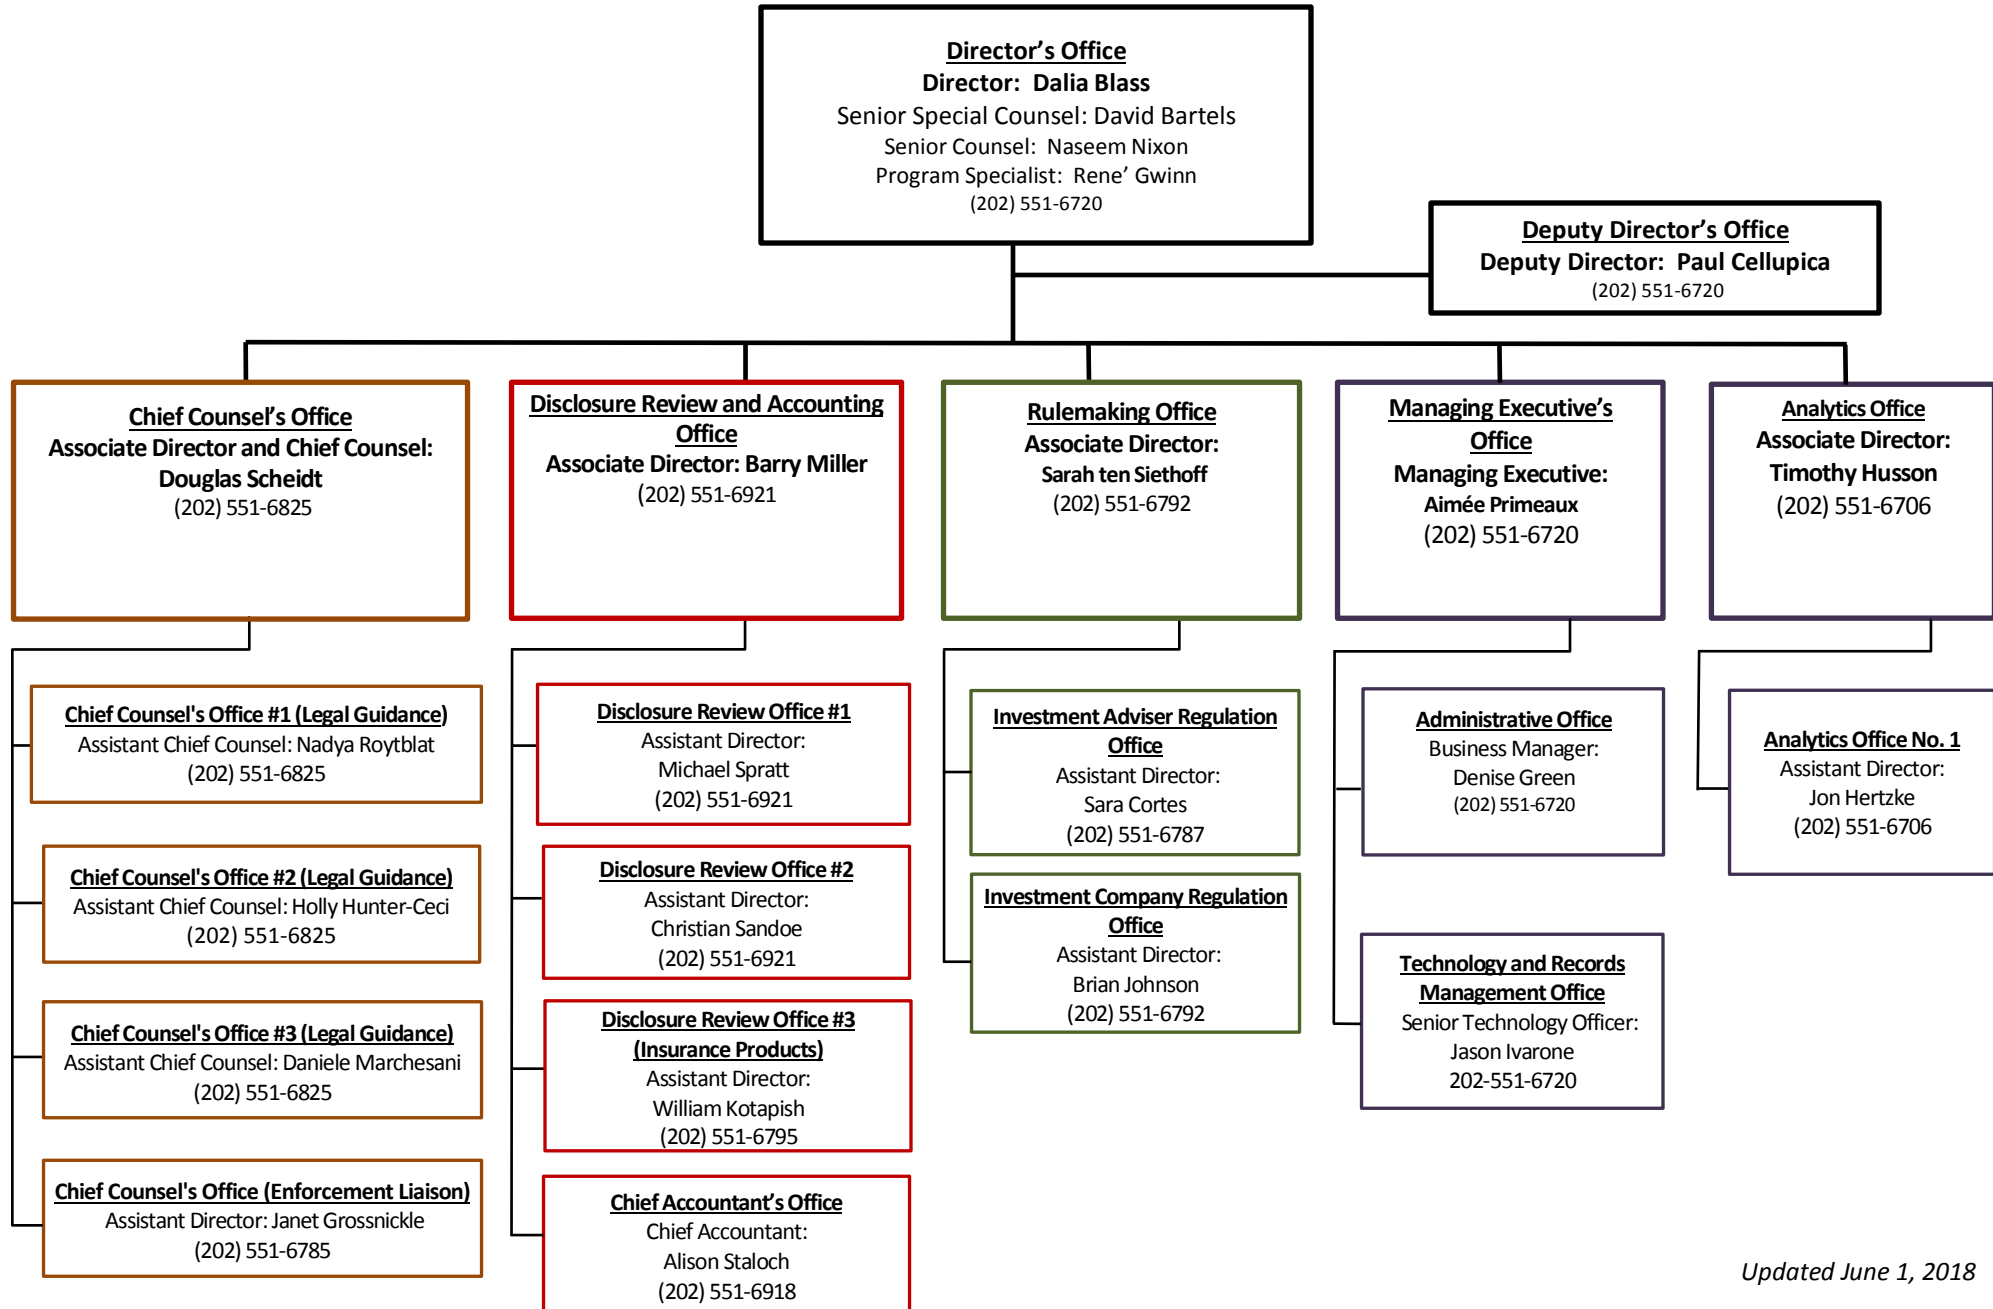 Director’s Office
Director:  Dalia Blass
Senior Special Counsel: David Bartels
Senior Counsel:  Naseem Nixon
Program Specialist:  Rene’ Gwinn
(202) 551-6720
Deputy Director’s Office
Deputy Director:  Paul Cellupica
(202) 551-6720
Chief Counsel’s Office
Associate Director and Chief Counsel:
Douglas Scheidt
(202) 551-6825
Disclosure Review and Accounting
Office
Associate Director: Barry Miller
(202) 551-6921
Rulemaking Office
Associate Director:
Sarah ten Siethoff
(202) 551-6792
Managing Executive’s
Office
Managing Executive:
Aimée Primeaux
(202) 551-6720
Analytics Office
Associate Director:
Timothy Husson
(202) 551-6706
Chief Counsel's Office #1 (Legal Guidance)
Assistant Chief Counsel: Nadya Roytblat
(202) 551-6825
Chief Counsel's Office #2 (Legal Guidance)
Assistant Chief Counsel: Holly Hunter-Ceci
(202) 551-6825
Chief Counsel's Office #3 (Legal Guidance)
Assistant Chief Counsel: Daniele Marchesani
(202) 551-6825
Chief Counsel's Office (Enforcement Liaison)
Assistant Director: Janet Grossnickle
(202) 551-6785
Disclosure Review Office #1
Assistant Director:
Michael Spratt
(202) 551-6921
Disclosure Review Office #2
Assistant Director:
Christian Sandoe
(202) 551-6921
Disclosure Review Office #3
(Insurance Products)
Assistant Director:
William Kotapish
(202) 551-6795
Chief Accountant’s Office
Chief Accountant:
Alison Staloch
(202) 551-6918
Investment Adviser Regulation
Office
Assistant Director:
Sara Cortes
(202) 551-6787
Investment Company Regulation
Office
Assistant Director:
Brian Johnson
(202) 551-6792
Administrative Office
Business Manager:
Denise Green
(202) 551-6720
Technology and Records
Management Office
Senior Technology Officer:
Jason Ivarone
202-551-6720
Analytics Office No. 1
Assistant Director:
Jon Hertzke
(202) 551-6706
Updated June 1, 2018